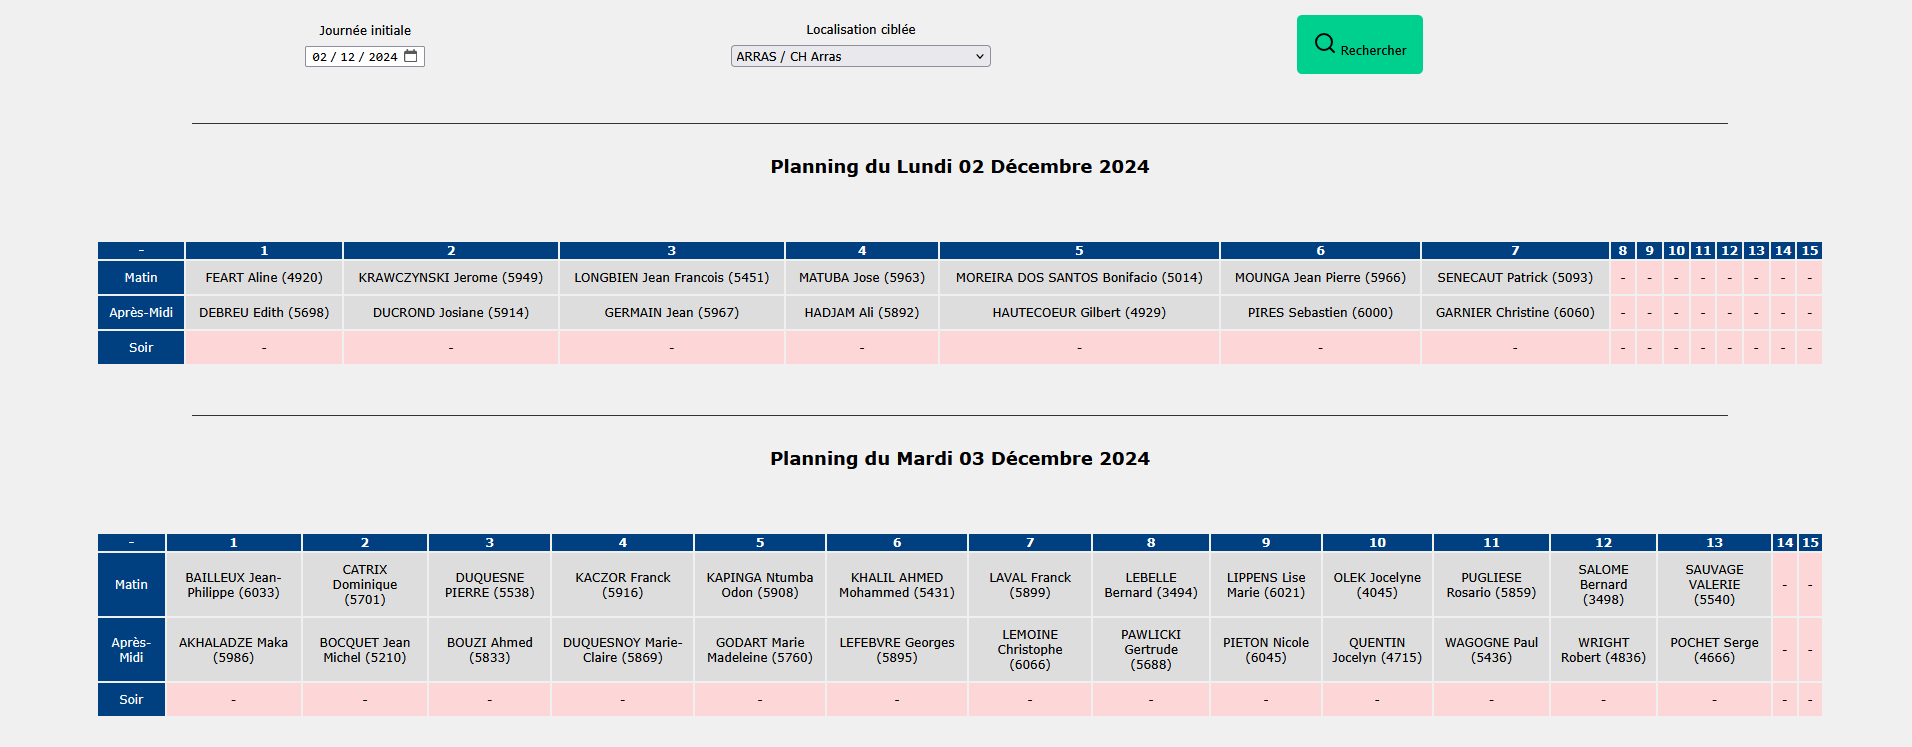 Journée initiale
02 / 12 / 2024
Localisation ciblée
ARRAS / CH Arras
Rechercher
Planning du Lundi 02 Décembre 2024
- 1 2 3 4 5 6 7 8 9 10 11 12 13 14 15
Matin FEART Aline (4920) KRAWCZYNSKI Jerome (5949) LONGBIEN Jean Francois (5451) MATUBA Jose (5963) MOREIRA DOS SANTOS Bonifacio (5014) MOUNGA Jean Pierre (5966) SENECAUT Patrick (5093) - - - - - - - -
Après-Midi DEBREU Edith (5698) DUCROND Josiane (5914) GERMAIN Jean (5967) HADJAM Ali (5892) HAUTECOEUR Gilbert (4929) PIRES Sebastien (6000) GARNIER Christine (6060) - - - - - - - -
Soir - - - - - - - - - - - - - - -
Planning du Mardi 03 Décembre 2024
- 1 2 3 4 5 6 7 8 9 10 11 12 13 14 15
Matin
BAILLEUX Jean-
Philippe (6033)
CATRIX
Dominique
(5701)
DUQUESNE
PIERRE (5538)
KACZOR Franck
(5916)
KAPINGA Ntumba
Odon (5908)
KHALIL AHMED
Mohammed (5431)
LAVAL Franck
(5899)
LEBELLE
Bernard (3494)
LIPPENS Lise
Marie (6021)
OLEK Jocelyne
(4045)
PUGLIESE
Rosario (5859)
SALOME
Bernard
(3498)
SAUVAGE
VALERIE
(5540)
- -
Après-
Midi
AKHALADZE Maka
(5986)
BOCQUET Jean
Michel (5210)
BOUZI Ahmed
(5833)
DUQUESNOY Marie-
Claire (5869)
GODART Marie
Madeleine (5760)
LEFEBVRE Georges
(5895)
LEMOINE
Christophe
(6066)
PAWLICKI
Gertrude
(5688)
PIETON Nicole
(6045)
QUENTIN
Jocelyn (4715)
WAGOGNE Paul
(5436)
WRIGHT
Robert (4836)
POCHET Serge
(4666)
- -
Soir - - - - - - - - - - - - - - -